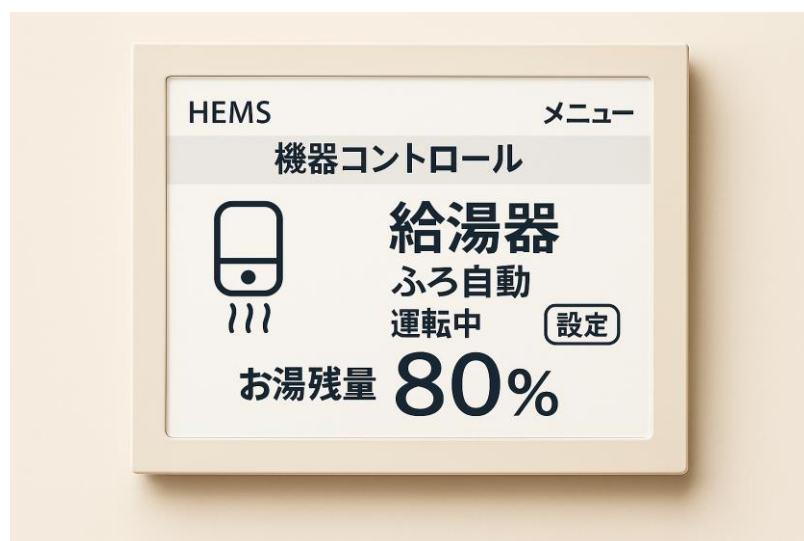 HEMS メニュー
機器コントロール
給湯器
ふろ自動
運転中 設定
お湯残量 80%